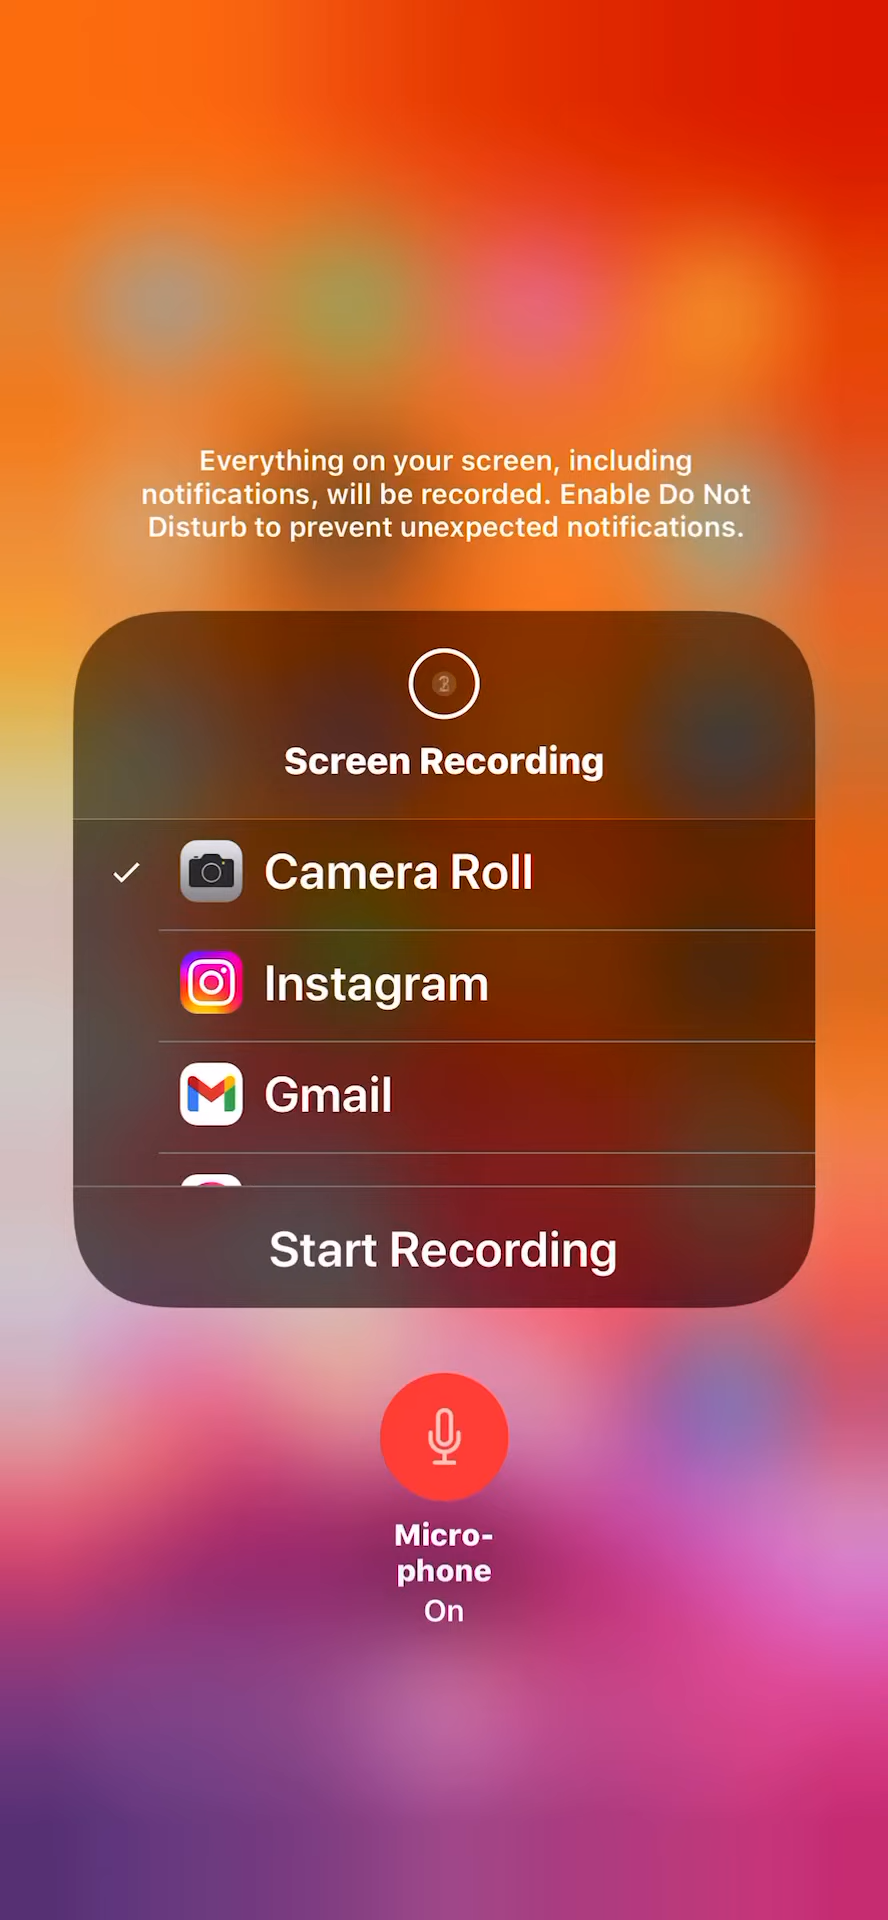 Everything on your screen, including
notifications, will be recorded. Enable Do Not
Disturb to prevent unexpected notifications.
Screen Recording
Camera Roll
Instagram
Gmail
Start Recording
Micro-
phone
On